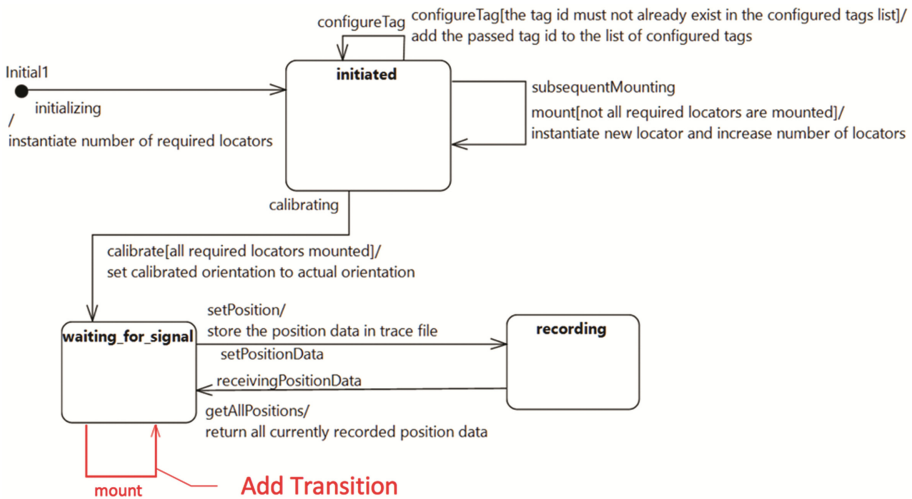 configureTag
configureTag[the tag id must not already exist in the configured tags list]/
add the passed tag id to the list of configured tags
Initial1
initiated
initializing
/
instantiate number of required locators
subsequentMounting
mount[not all required locators are mounted]/
instantiate new locator and increase number of locators
calibrating
calibrate[all required locators mounted]/
set calibrated orientation to actual orientation
waiting_for_signal
setPosition/
store the position data in trace file
setPositionData
recording
receivingPositionData
getAllPositions/
return all currently recorded position data
mount
Add Transition